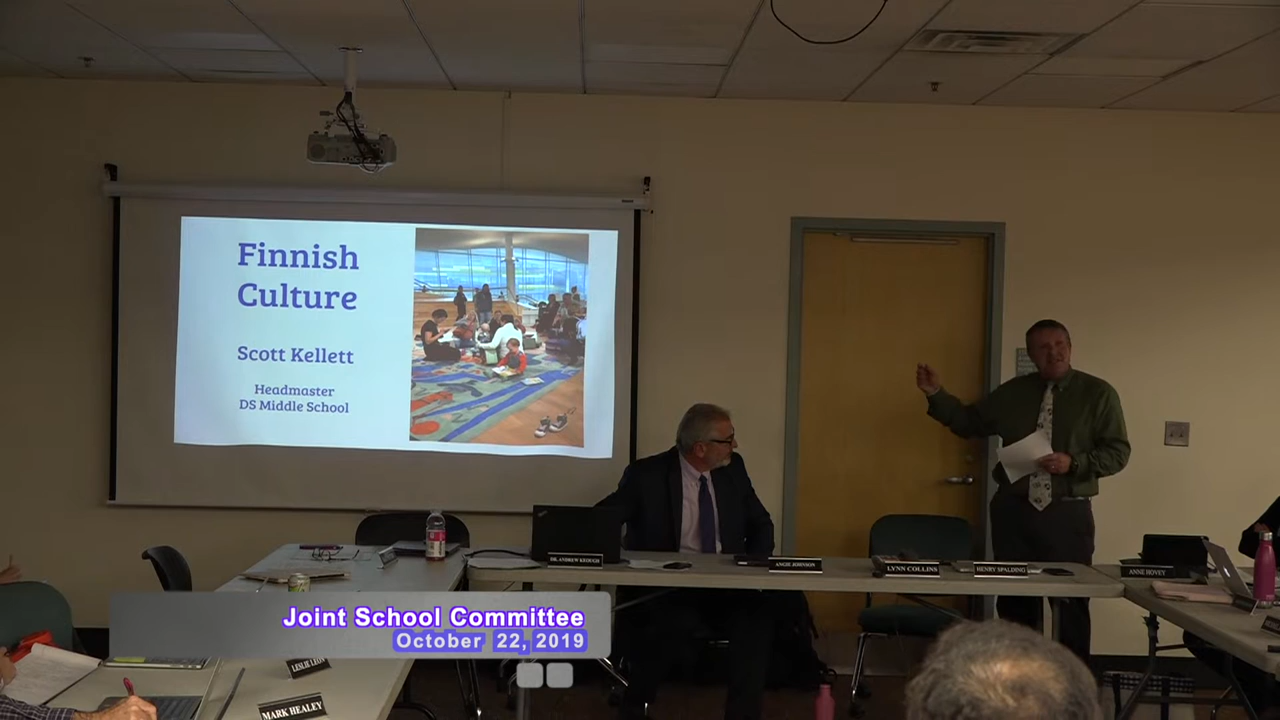 Finnish
Culture
Scott Kellett
Headmaster
DS Middle School
DR. ANDREW KEOUGH
ANGIE JOHNSON
LYNN COLLINS
HENRY SPALDING
ANNE HOVEY
Joint School Committee
October 22, 2019
LESLIE LEON
MARK HEALEY